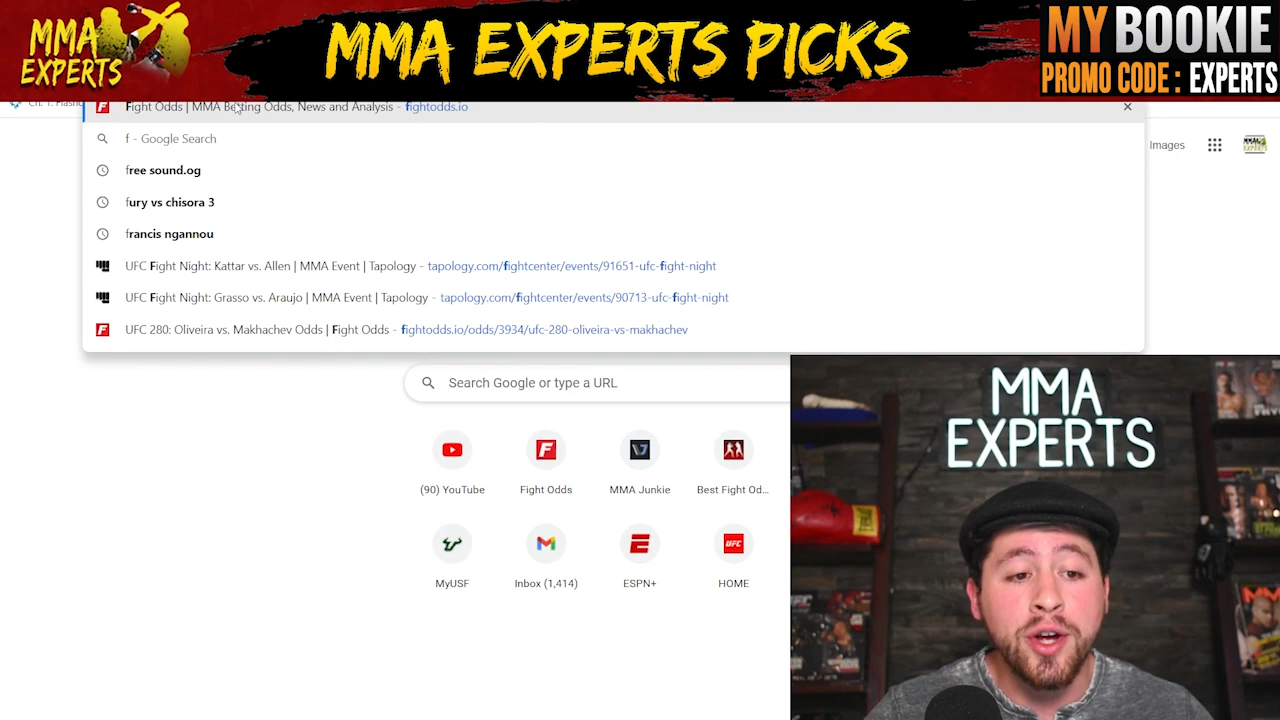 MMA
EXPERTS
MMA EXPERTS PICKS
MY BOOKIE
PROMO CODE : EXPERTS
Fight Odds | MMA Betting Odds, News and Analysis - fightodds.io
f - Google Search
free sound.og
fury vs chisora 3
francis ngannou
UFC Fight Night: Kattar vs. Allen | MMA Event | Tapology - tapology.com/fightcenter/events/91651-ufc-fight-night
UFC Fight Night: Grasso vs. Araujo | MMA Event | Tapology - tapology.com/fightcenter/events/90713-ufc-fight-night
UFC 280: Oliveira vs. Makhachev Odds | Fight Odds - fightodds.io/odds/3934/ufc-280-oliveira-vs-makhachev
Images
Search Google or type a URL
(90) YouTube
Fight Odds
MMA Junkie
Best Fight Od...
UFC
MyUSF
Inbox (1,414)
ESPN+
HOME
MMA
EXPERTS